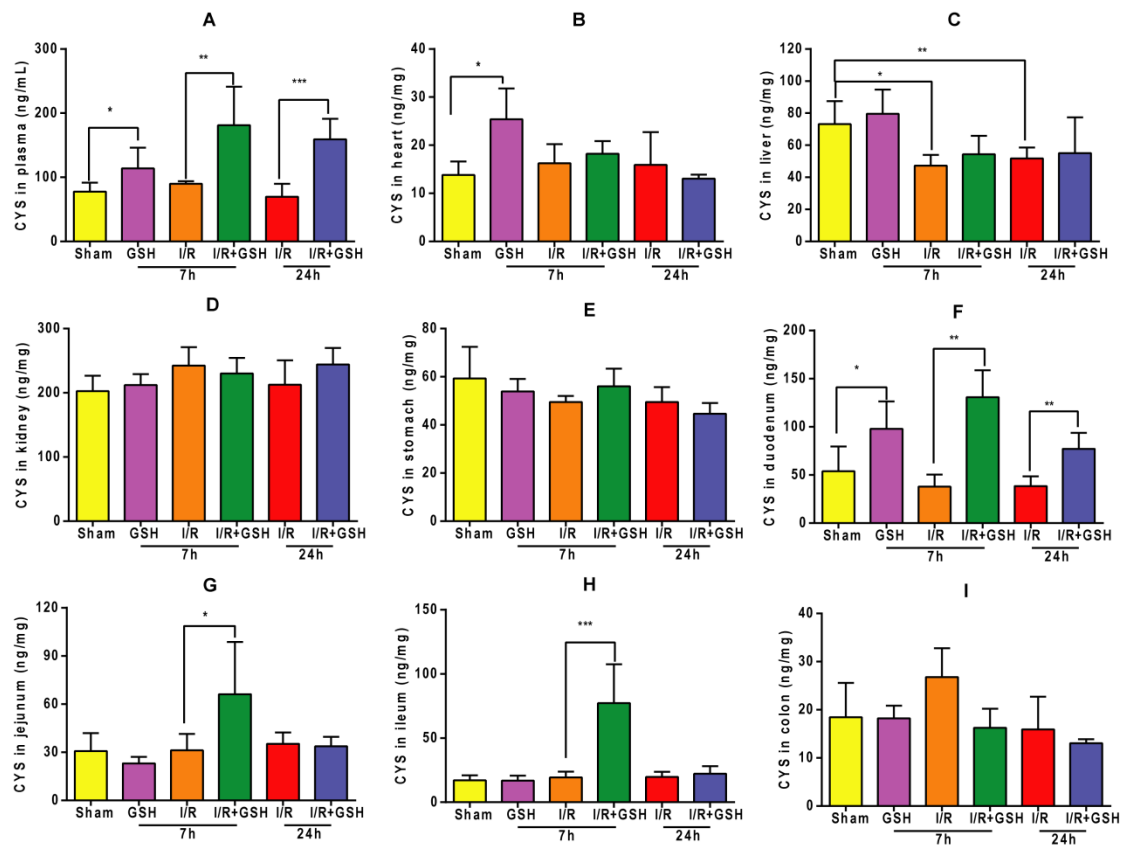 A
CYS in plasma (ng/mL)
300
200
100
0
*
**
***
Sham GSH I/R I/R+GSH I/R I/R+GSH
7h 24h
B
CYS in heart (ng/mg)
40
30
20
10
0
*
Sham GSH I/R I/R+GSH I/R I/R+GSH
7h 24h
C
CYS in liver (ng/mg)
120
100
80
60
40
20
0
**
*
Sham GSH I/R I/R+GSH I/R I/R+GSH
7h 24h
D
CYS in kidney (ng/mg)
300
200
200
0
Sham GSH I/R I/R+GSH I/R I/R+GSH
7h 24h
E
CYS in stomach (ng/mg)
80
60
40
20
0
Sham GSH I/R I/R+GSH I/R I/R+GSH
7h 24h
F
CYS in duodenum (ng/mg)
200
150
100
50
0
*
**
**
Sham GSH I/R I/R+GSH I/R I/R+GSH
7h 24h
G
CYS in jejunum (ng/mg)
120
90
60
30
0
*
Sham GSH I/R I/R+GSH I/R I/R+GSH
7h 24h
H
CYS in ileum (ng/mg)
150
100
50
0
***
Sham GSH I/R I/R+GSH I/R I/R+GSH
7h 24h
I
CYS in colon (ng/mg)
40
30
20
10
0
Sham GSH I/R I/R+GSH I/R I/R+GSH
7h 24h